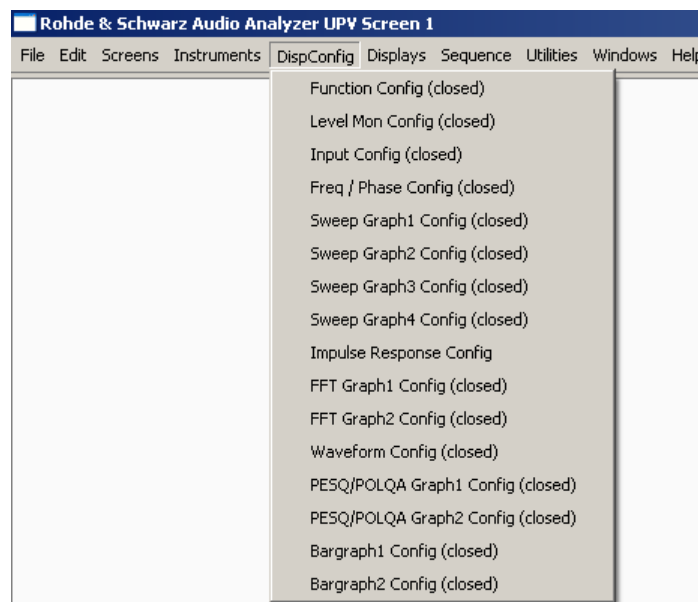 Rohde & Schwarz Audio Analyzer UPV Screen 1
File Edit Screens Instruments DispConfig Displays Sequence Utilities Windows Help
Function Config (closed)
Level Mon Config (closed)
Input Config (closed)
Freq / Phase Config (closed)
Sweep Graph1 Config (closed)
Sweep Graph2 Config (closed)
Sweep Graph3 Config (closed)
Sweep Graph4 Config (closed)
Impulse Response Config
FFT Graph1 Config (closed)
FFT Graph2 Config (closed)
Waveform Config (closed)
PESQ/POLQA Graph1 Config (closed)
PESQ/POLQA Graph2 Config (closed)
Bargraph1 Config (closed)
Bargraph2 Config (closed)